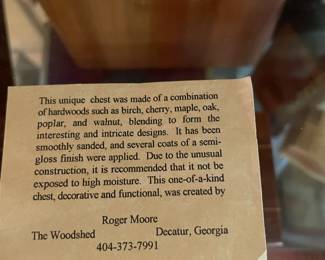 This unique chest was made of a combination
of hardwoods such as birch, cherry, maple, oak,
poplar, and walnut, blending to form the
interesting and intricate designs. It has been
smoothly sanded, and several coats of a semi-
gloss finish were applied. Due to the unusual
construction, it is recommended that it not be
exposed to high moisture. This one-of-a-kind
chest, decorative and functional, was created by
Roger Moore
The Woodshed Decatur, Georgia
404-373-7991